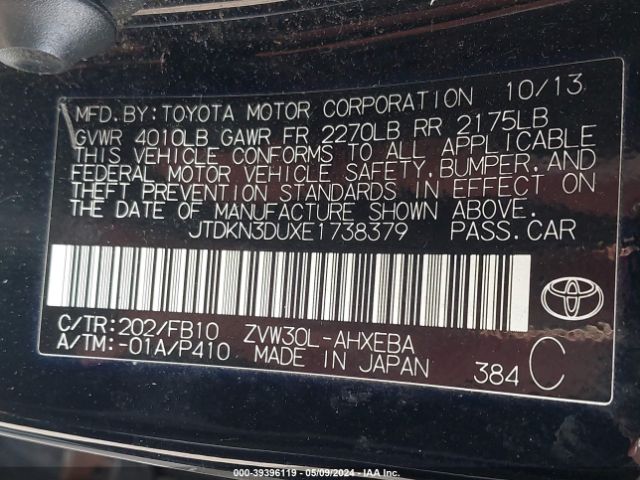 MFD. BY: TOYOTA MOTOR CORPORATION 10/13
GVWR 4010LB GAWR FR 2270LB RR 2175LB
THIS VEHICLE CONFORMS TO ALL APPLICABLE
FEDERAL MOTOR VEHICLE SAFETY, BUMPER, AND
THEFT PREVENTION STANDARDS IN EFFECT ON
THE DATE OF MANUFACTURE SHOWN ABOVE.
JTDKN3DUXE1738379 PASS. CAR
C/TR: 202/FB10 ZVW30L-AHXEBA
A/TM: -01A/P410 MADE IN JAPAN 384 C
000-39396119 - 05/09/2024 - IAA Inc.